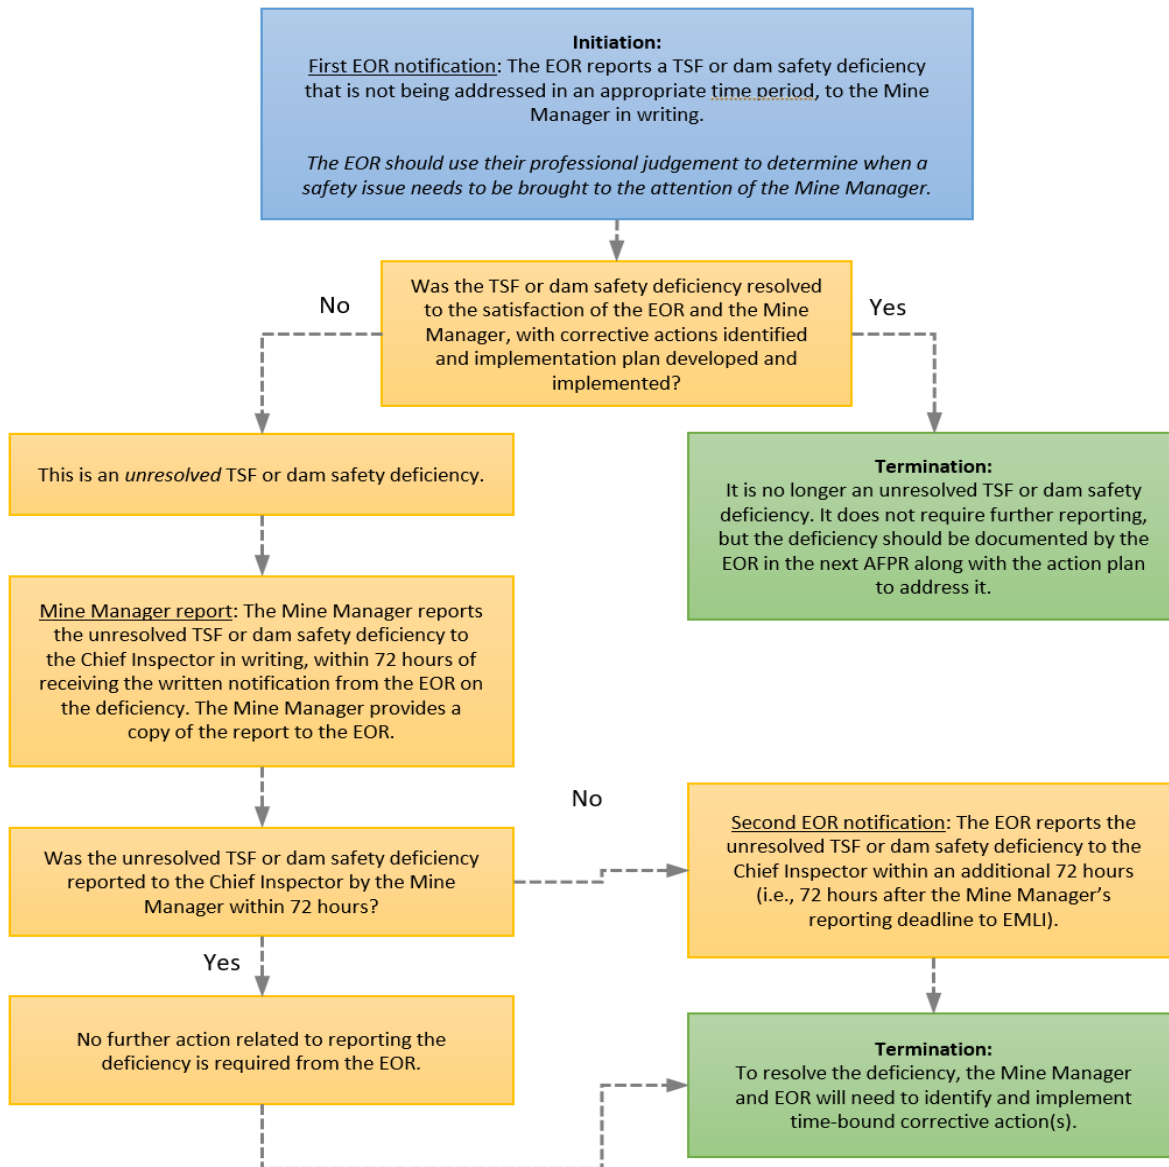 Initiation:
First EOR notification: The EOR reports a TSF or dam safety deficiency
that is not being addressed in an appropriate time period, to the Mine
Manager in writing.
The EOR should use their professional judgement to determine when a
safety issue needs to be brought to the attention of the Mine Manager.
Was the TSF or dam safety deficiency resolved
to the satisfaction of the EOR and the Mine
Manager, with corrective actions identified
and implementation plan developed and
implemented?
No
Yes
This is an unresolved TSF or dam safety deficiency.
Termination:
It is no longer an unresolved TSF or dam safety
deficiency. It does not require further reporting,
but the deficiency should be documented by the
EOR in the next AFPR along with the action plan
to address it.
Mine Manager report: The Mine Manager reports
the unresolved TSF or dam safety deficiency to
the Chief Inspector in writing, within 72 hours of
receiving the written notification from the EOR on
the deficiency. The Mine Manager provides a
copy of the report to the EOR.
Was the unresolved TSF or dam safety deficiency
reported to the Chief Inspector by the Mine
Manager within 72 hours?
No
Second EOR notification: The EOR reports the
unresolved TSF or dam safety deficiency to the
Chief Inspector within an additional 72 hours
(i.e., 72 hours after the Mine Manager’s
reporting deadline to EMLI).
Yes
No further action related to reporting the
deficiency is required from the EOR.
Termination:
To resolve the deficiency, the Mine Manager
and EOR will need to identify and implement
time-bound corrective action(s).